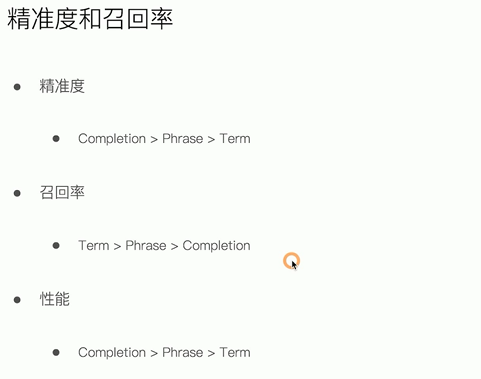 精准度和召回率
精准度
Completion > Phrase > Term
召回率
Term > Phrase > Completion
性能
Completion > Phrase > Term